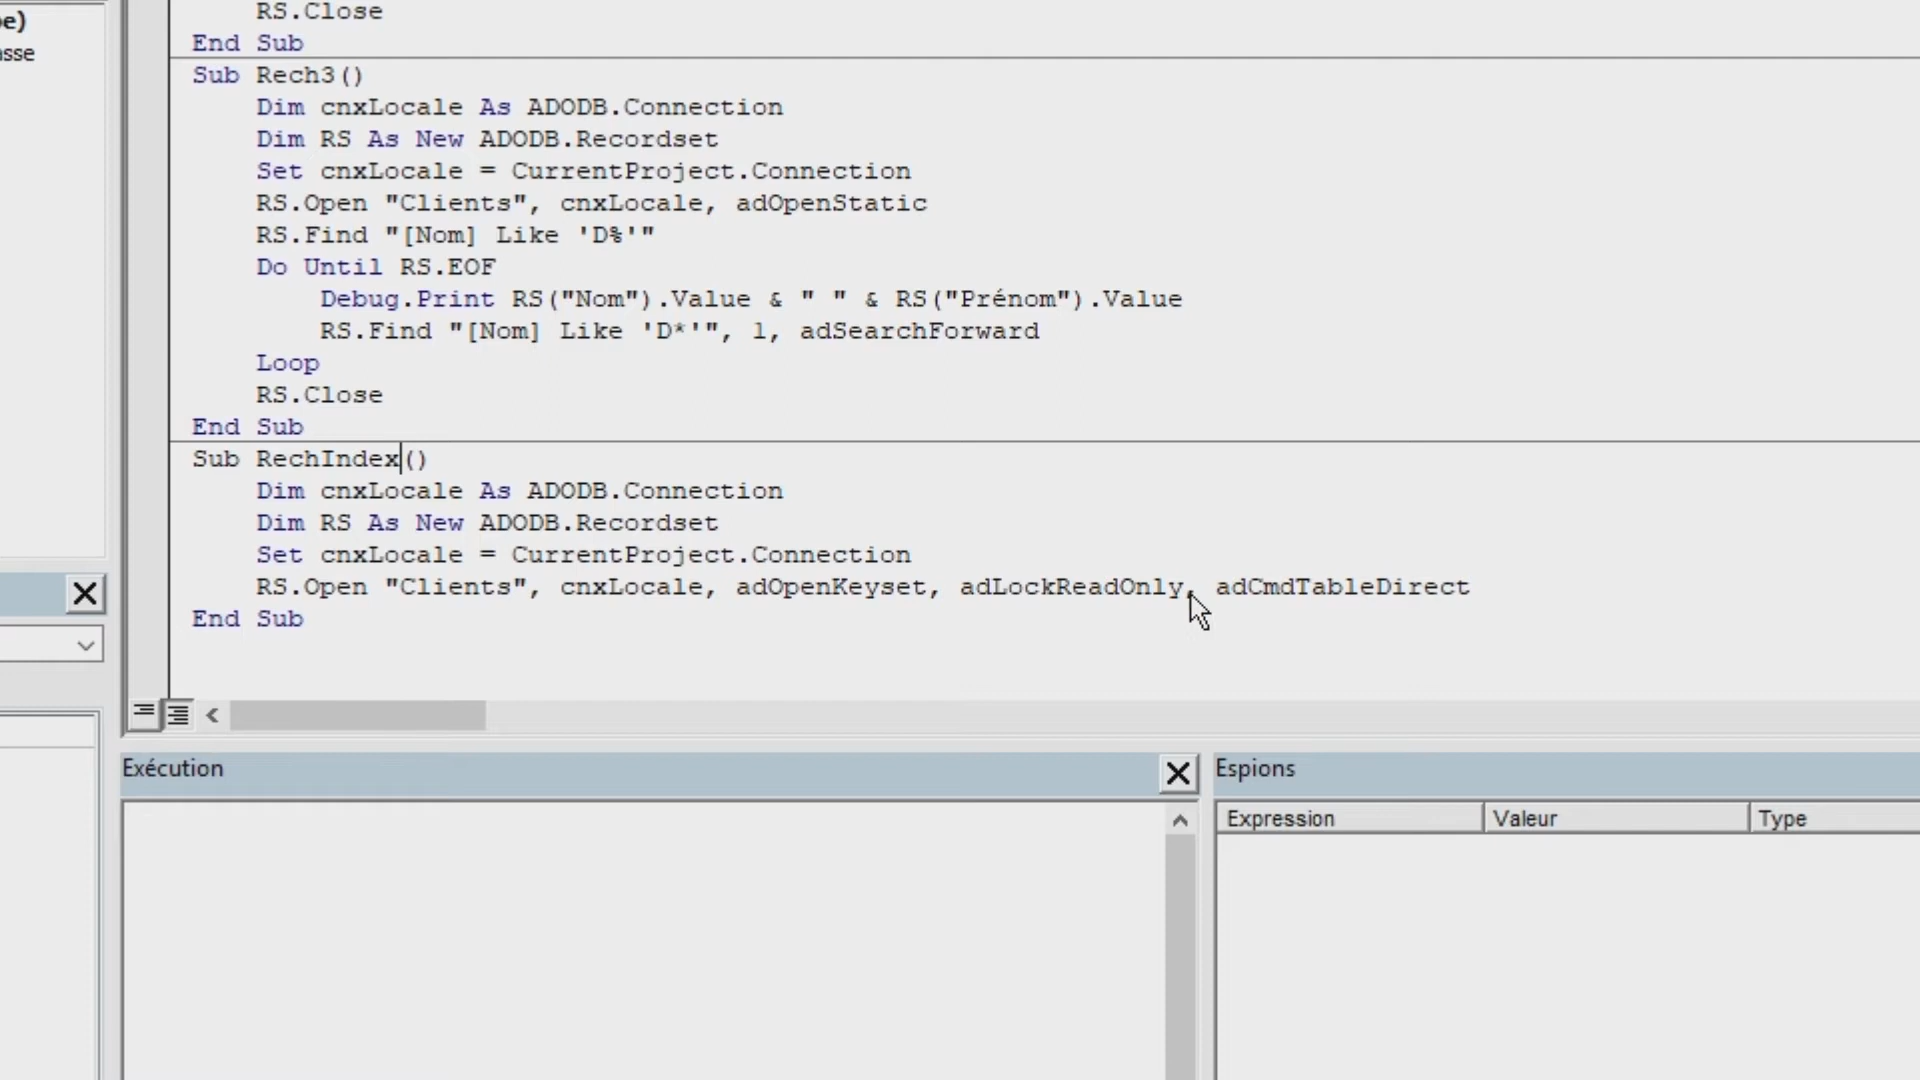 RS.Close
End Sub
Sub Rech3()
Dim cnxLocale As ADODB.Connection
Dim RS As New ADODB.Recordset
Set cnxLocale = CurrentProject.Connection
RS.Open "Clients", cnxLocale, adOpenStatic
RS.Find "[Nom] Like 'D%'"
Do Until RS.EOF
Debug.Print RS("Nom").Value & " " & RS("Prénom").Value
RS.Find "[Nom] Like 'D*'", 1, adSearchForward
Loop
RS.Close
End Sub
Sub RechIndex()
Dim cnxLocale As ADODB.Connection
Dim RS As New ADODB.Recordset
Set cnxLocale = CurrentProject.Connection
RS.Open "Clients", cnxLocale, adOpenKeyset, adLockReadOnly, adCmdTableDirect
End Sub
Exécution
Espions
Expression Valeur Type